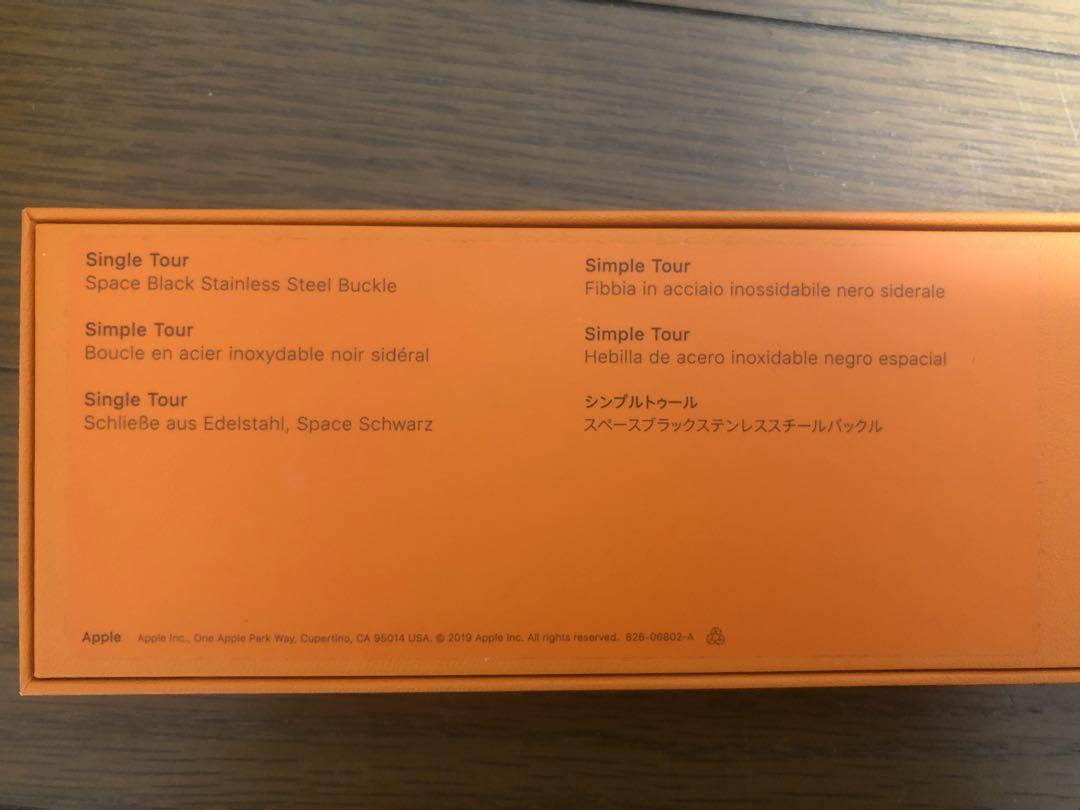 Single Tour
Space Black Stainless Steel Buckle
Simple Tour
Boucle en acier inoxydable noir sidéral
Single Tour
Schließe aus Edelstahl, Space Schwarz
Simple Tour
Fibbia in acciaio inossidabile nero siderale
Simple Tour
Hebilla de acero inoxidable negro espacial
シンプルトゥール
スペースブラックステンレススチールバックル
Apple Apple Inc., One Apple Park Way, Cupertino, CA 95014 USA. © 2019 Apple Inc. All rights reserved. 826-06802-A